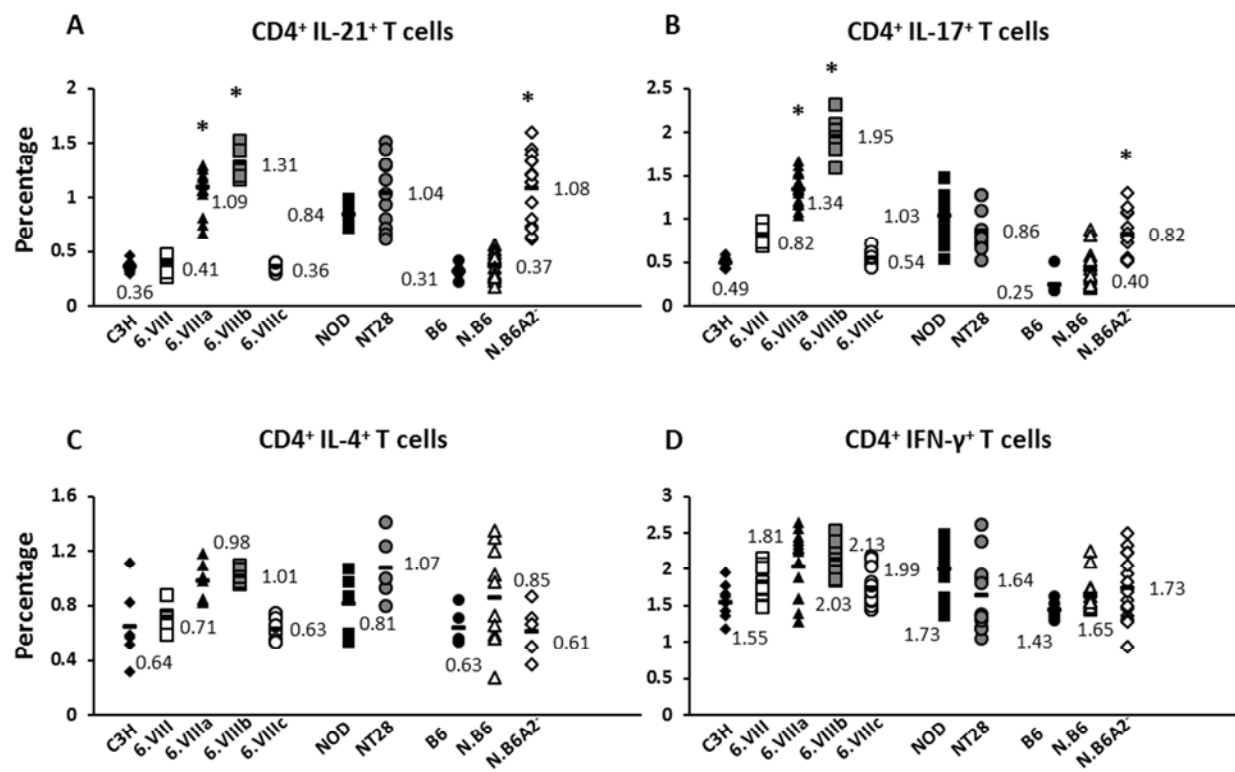 A
CD4⁺ IL-21⁺ T cells
Percentage
2
1.5
1
0.5
0
*
*
*
0.36
0.41
1.09
1.31
0.36
0.84
1.04
0.31
0.37
1.08
C3H
6.VIII
6.VIIIa
6.VIIIb
6.VIIIc
NOD
NT28
B6
N.B6
N.B6A2⁻
B
CD4⁺ IL-17⁺ T cells
2.5
2
1.5
1
0.5
0
*
*
*
0.49
0.82
1.34
1.95
0.54
1.03
0.86
0.25
0.40
0.82
C3H
6.VIII
6.VIIIa
6.VIIIb
6.VIIIc
NOD
NT28
B6
N.B6
N.B6A2⁻
C
CD4⁺ IL-4⁺ T cells
Percentage
1.6
1.2
0.8
0.4
0
0.64
0.71
0.98
1.01
0.63
0.81
1.07
0.63
0.85
0.61
C3H
6.VIII
6.VIIIa
6.VIIIb
6.VIIIc
NOD
NT28
B6
N.B6
N.B6A2⁻
D
CD4⁺ IFN-γ⁺ T cells
3
2.5
2
1.5
1
0.5
0
1.55
1.81
2.03
2.13
1.99
1.73
1.64
1.43
1.65
1.73
C3H
6.VIII
6.VIIIa
6.VIIIb
6.VIIIc
NOD
NT28
B6
N.B6
N.B6A2⁻